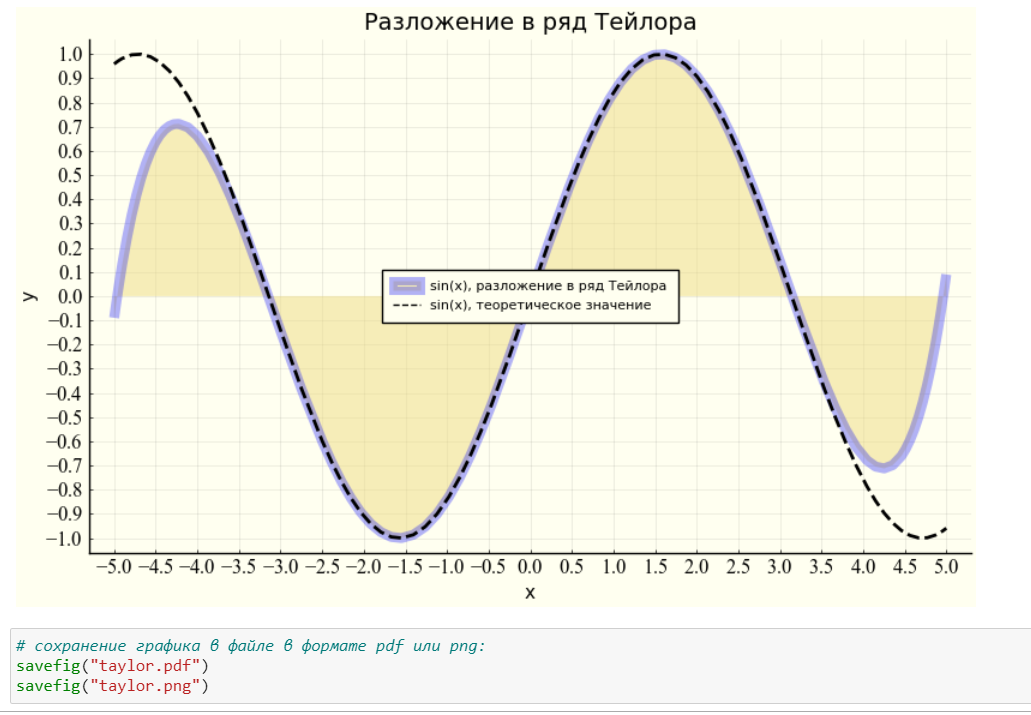 Разложение в ряд Тейлора
1.0
0.9
0.8
0.7
0.6
0.5
0.4
0.3
0.2
0.1
0.0
−0.1
−0.2
−0.3
−0.4
−0.5
−0.6
−0.7
−0.8
−0.9
−1.0
y
sin(x), разложение в ряд Тейлора
sin(x), теоретическое значение
−5.0 −4.5 −4.0 −3.5 −3.0 −2.5 −2.0 −1.5 −1.0 −0.5 0.0 0.5 1.0 1.5 2.0 2.5 3.0 3.5 4.0 4.5 5.0
x
# сохранение графика в файле в формате pdf или png:
savefig("taylor.pdf")
savefig("taylor.png")